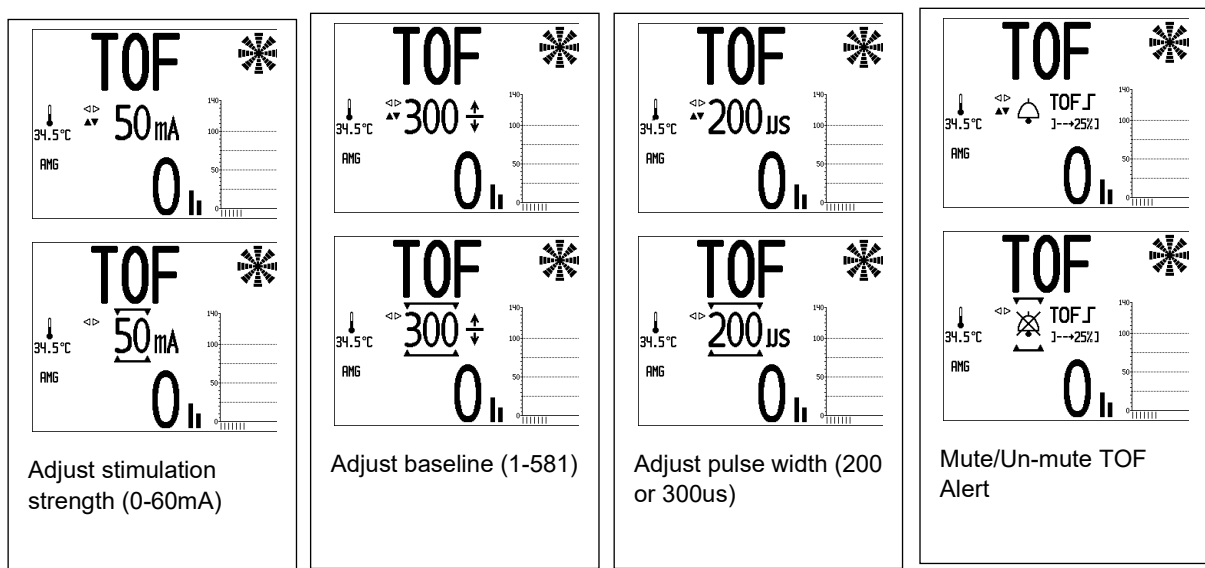 TOF
50mA
34.5°C
AMG
0
140
100
50
0
TOF
50mA
34.5°C
AMG
0
140
100
50
0
Adjust stimulation
strength (0-60mA)
TOF
300
34.5°C
AMG
0
140
100
50
0
TOF
300
34.5°C
AMG
0
140
100
50
0
Adjust baseline (1-581)
TOF
200µs
34.5°C
AMG
0
140
100
50
0
TOF
200µs
34.5°C
AMG
0
140
100
50
0
Adjust pulse width (200
or 300us)
TOF
TOF
34.5°C
]--→25%]
AMG
0
140
100
50
0
TOF
TOF
34.5°C
]--→25%]
AMG
0
140
100
50
0
Mute/Un-mute TOF
Alert